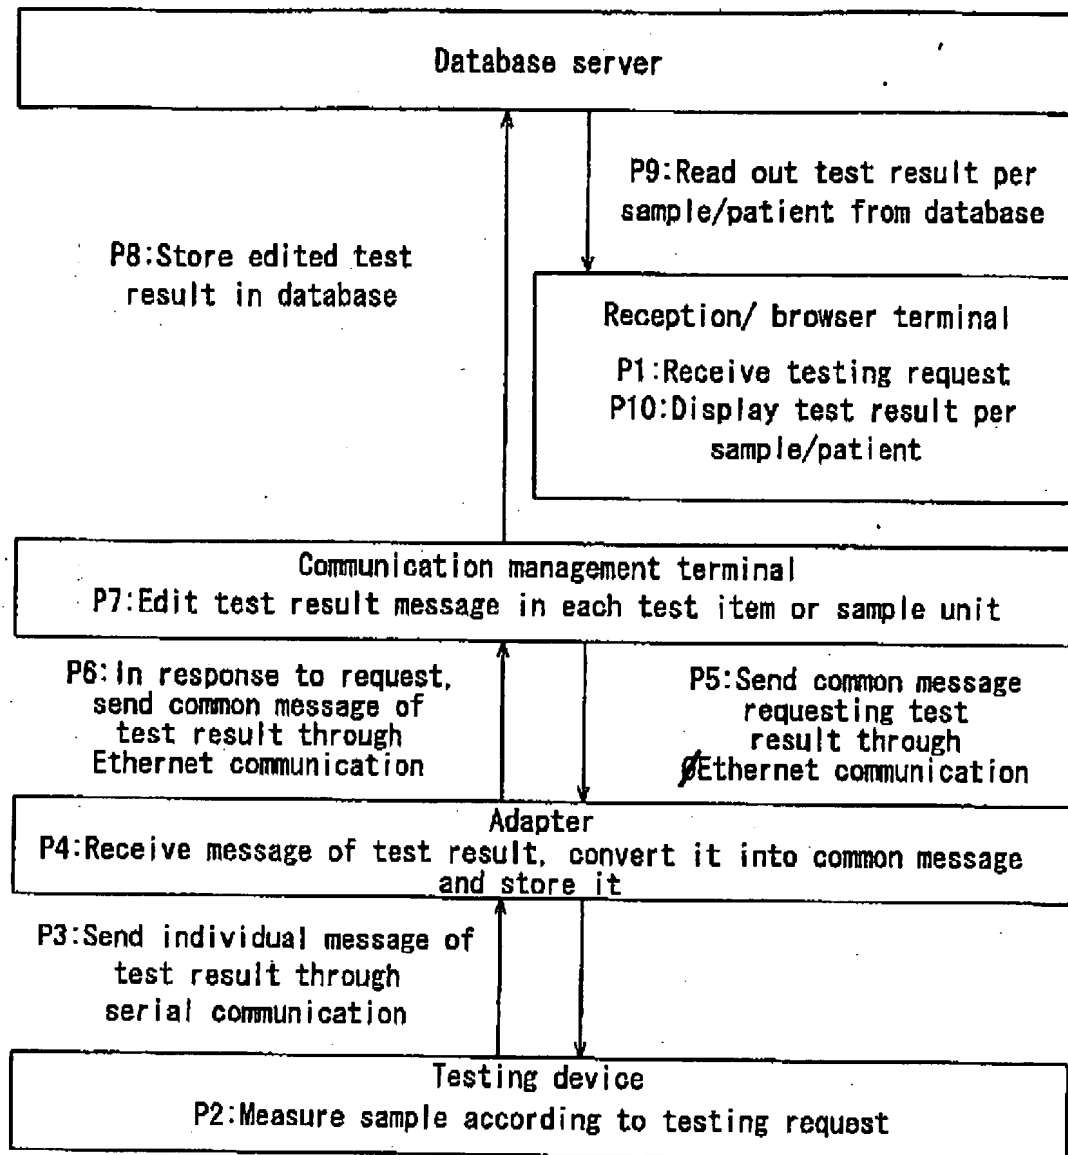 Database server
P9:Read out test result per
sample/patient from database
P8:Store edited test
result in database
Reception/ browser terminal
P1:Receive testing request
P10:Display test result per
sample/patient
Communication management terminal
P7:Edit test result message in each test item or sample unit
P6:In response to request,
send common message of
test result through
Ethernet communication
P5:Send common message
requesting test
result through
Ethernet communication
Adapter
P4:Receive message of test result, convert it into common message
and store it
P3:Send individual message of
test result through
serial communication
Testing device
P2:Measure sample according to testing request